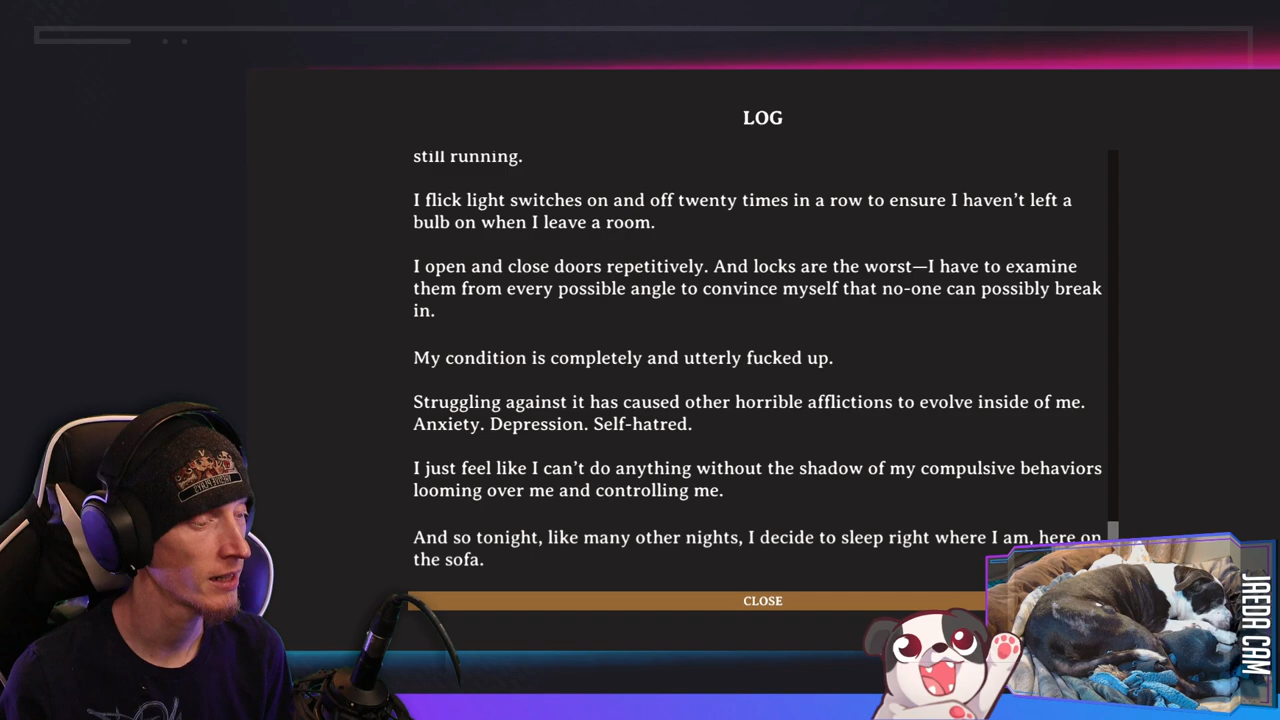 LOG
still running.
I flick light switches on and off twenty times in a row to ensure I haven’t left a
bulb on when I leave a room.
I open and close doors repetitively. And locks are the worst—I have to examine
them from every possible angle to convince myself that no-one can possibly break
in.
My condition is completely and utterly fucked up.
Struggling against it has caused other horrible afflictions to evolve inside of me.
Anxiety. Depression. Self-hatred.
I just feel like I can’t do anything without the shadow of my compulsive behaviors
looming over me and controlling me.
And so tonight, like many other nights, I decide to sleep right where I am, here on
the sofa.
CLOSE
JAEDA CAM